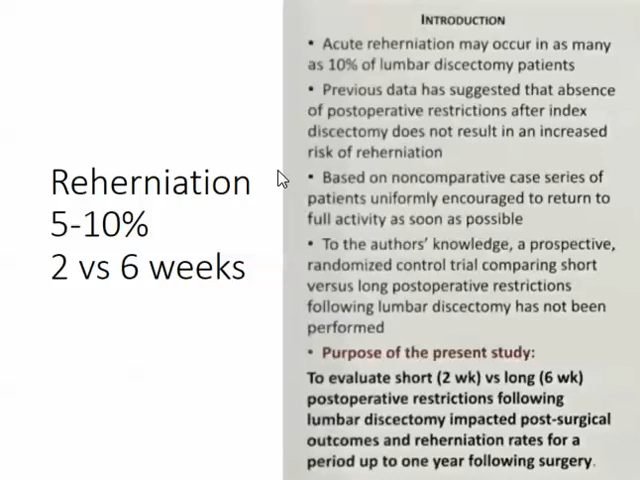 Reherniation
5-10%
2 vs 6 weeks
INTRODUCTION
• Acute reherniation may occur in as many
as 10% of lumbar discectomy patients
• Previous data has suggested that absence
of postoperative restrictions after index
discectomy does not result in an increased
risk of reherniation
• Based on noncomparative case series of
patients uniformly encouraged to return to
full activity as soon as possible
• To the authors' knowledge, a prospective,
randomized control trial comparing short
versus long postoperative restrictions
following lumbar discectomy has not been
performed
• Purpose of the present study:
To evaluate short (2 wk) vs long (6 wk)
postoperative restrictions following
lumbar discectomy impacted post-surgical
outcomes and reherniation rates for a
period up to one year following surgery.